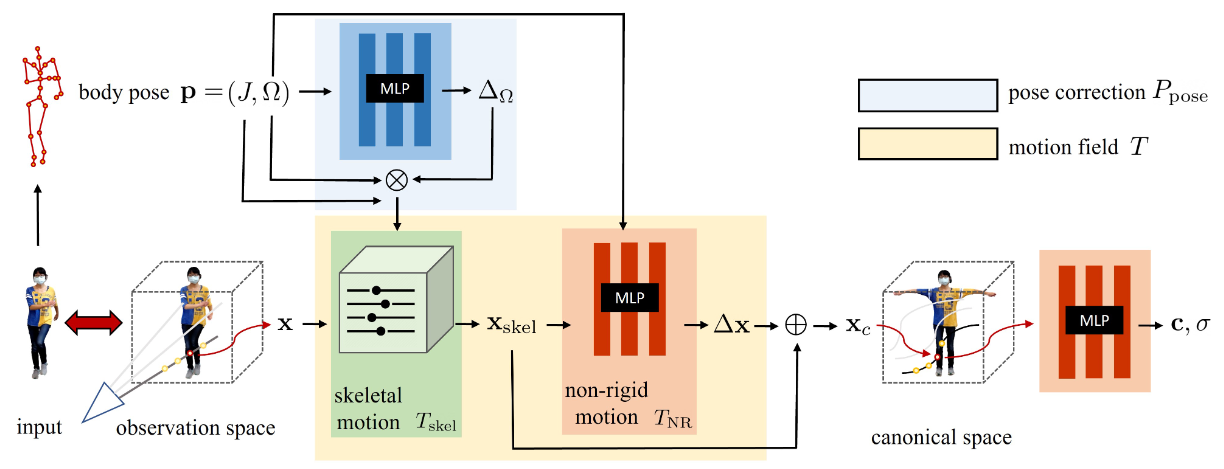 body pose p = (J, Ω)
MLP
Δ_Ω
pose correction P_pose
motion field T
x
x_skel
MLP
Δx
x_c
MLP
c, σ
skeletal
motion T_skel
non-rigid
motion T_NR
input
observation space
canonical space